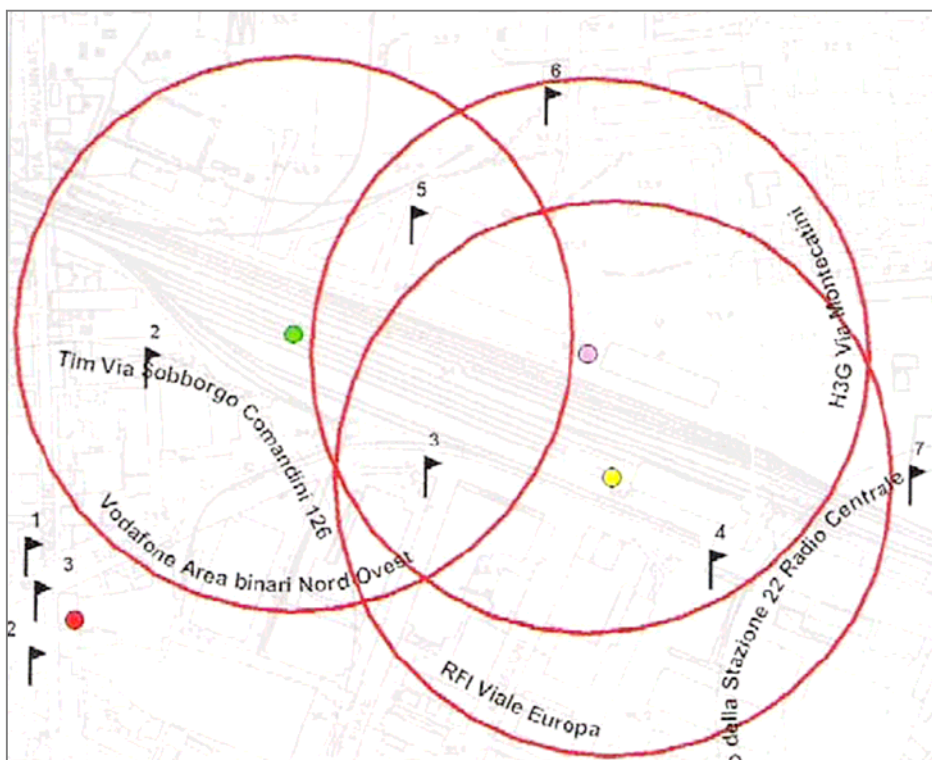 6
5
H3G Via Montecatini
2
Tim Via Sobborgo Comandini 126
3
7
Vodafone Area binari Nord Ovest
1
3
4
o della Stazione 22 Radio Centrale
2
RFI Viale Europa